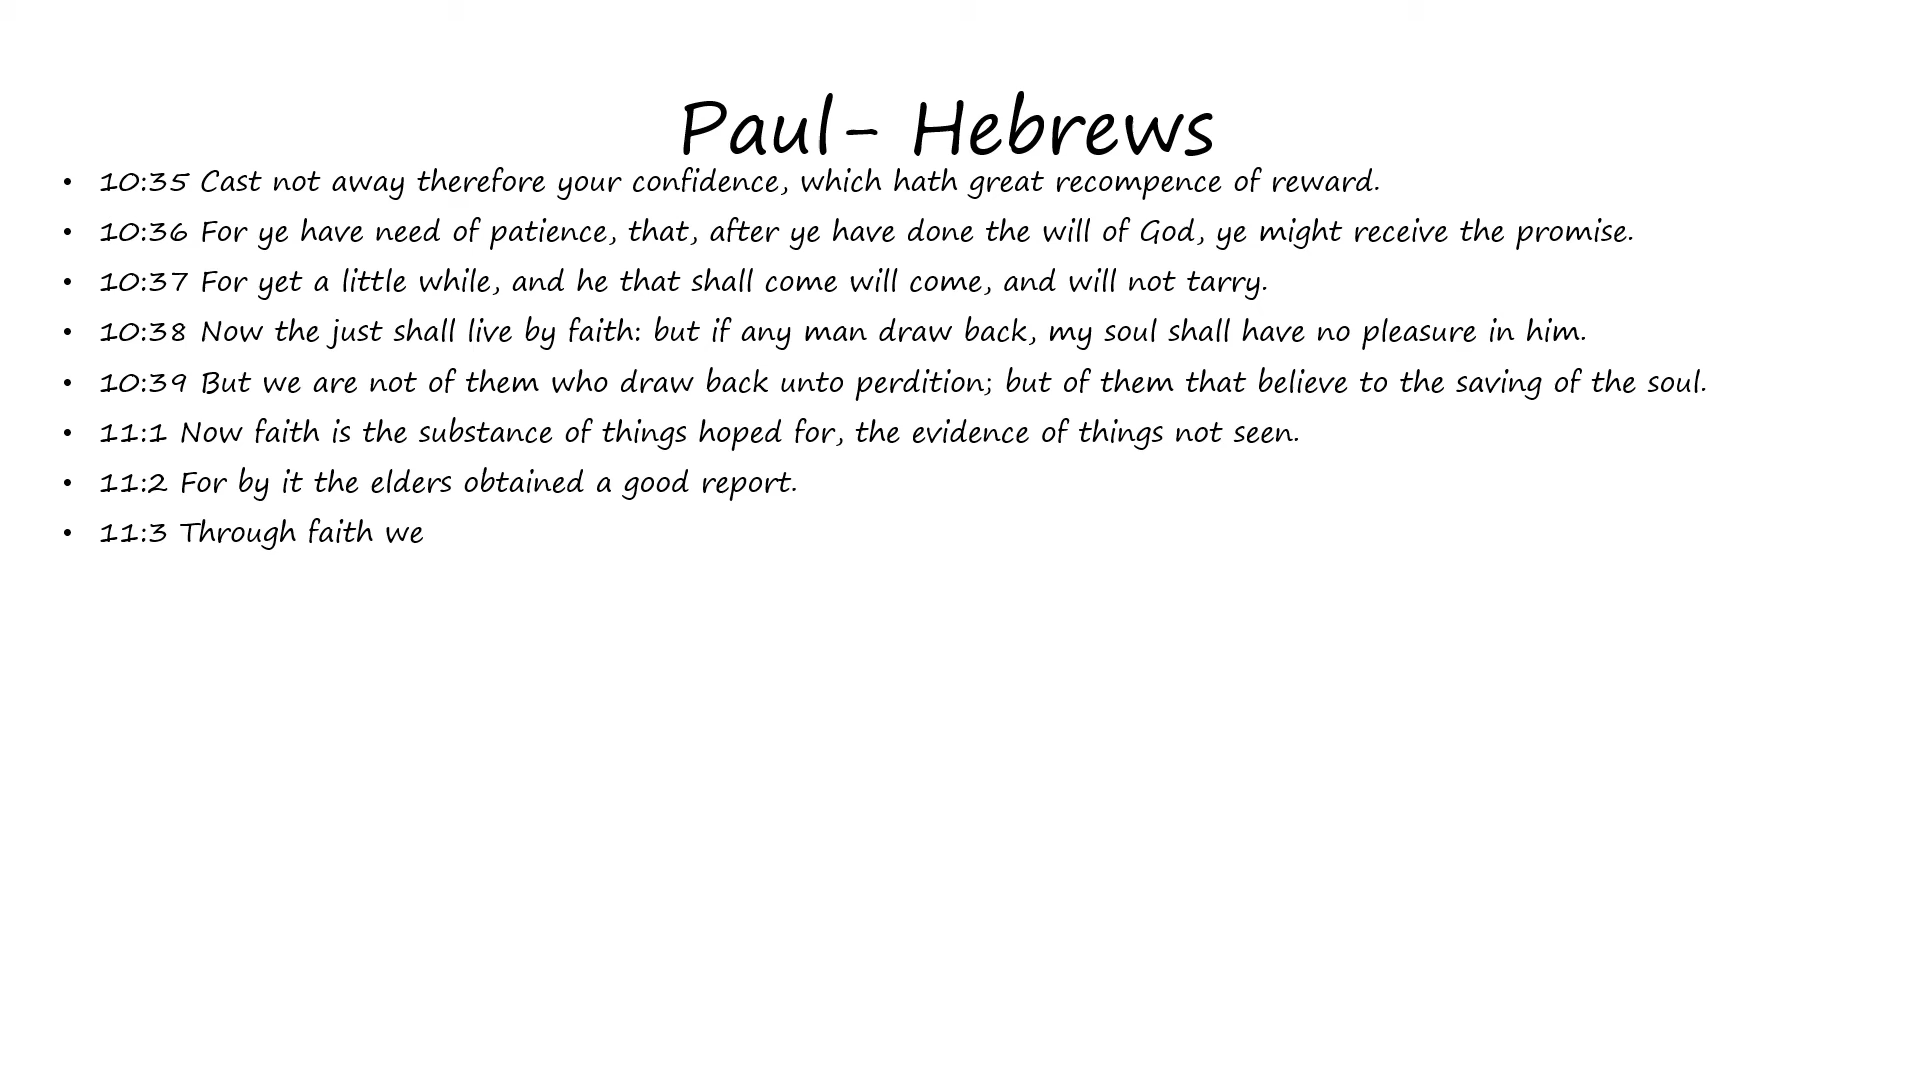 Paul- Hebrews
• 10:35 Cast not away therefore your confidence, which hath great recompence of reward.
• 10:36 For ye have need of patience, that, after ye have done the will of God, ye might receive the promise.
• 10:37 For yet a little while, and he that shall come will come, and will not tarry.
• 10:38 Now the just shall live by faith: but if any man draw back, my soul shall have no pleasure in him.
• 10:39 But we are not of them who draw back unto perdition; but of them that believe to the saving of the soul.
• 11:1 Now faith is the substance of things hoped for, the evidence of things not seen.
• 11:2 For by it the elders obtained a good report.
• 11:3 Through faith we